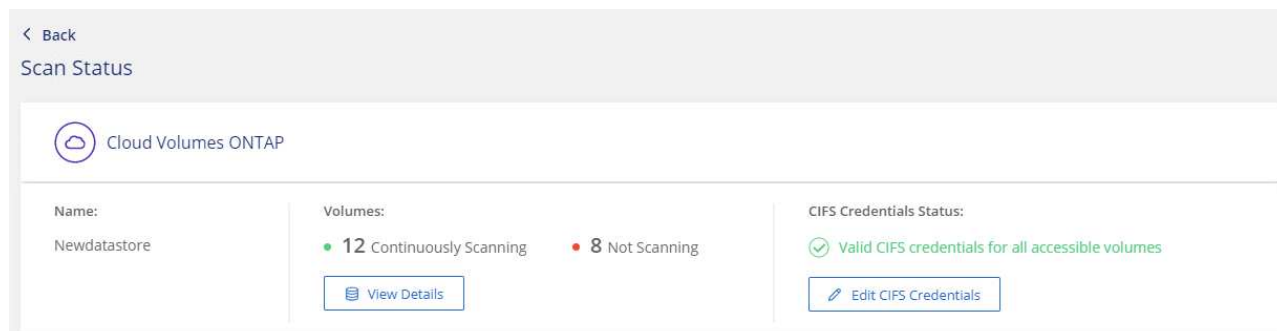 Back
Scan Status
Cloud Volumes ONTAP
Name:
Newdatastore
Volumes:
12 Continuously Scanning
8 Not Scanning
View Details
CIFS Credentials Status:
Valid CIFS credentials for all accessible volumes
Edit CIFS Credentials